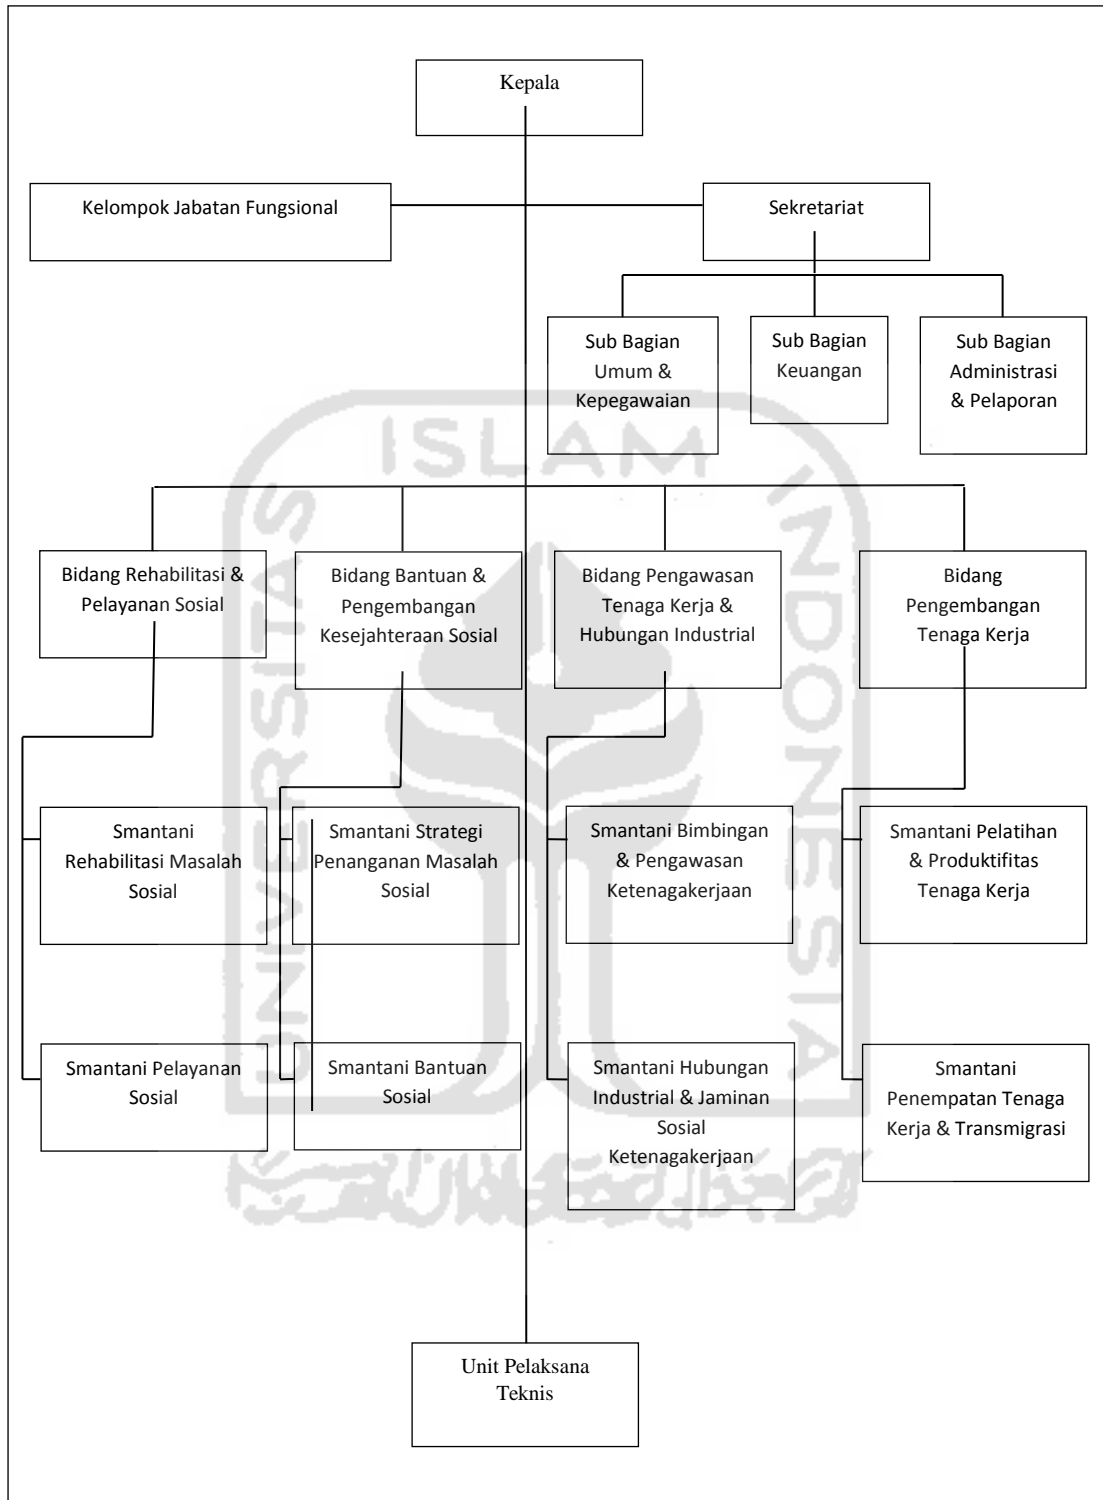 Kepala
Kelompok Jabatan Fungsional
Sekretariat
Sub Bagian
Umum &
Kepegawaian
Sub Bagian
Keuangan
Sub Bagian
Administrasi
& Pelaporan
ISLAM
UNIVERSITAS
INDONESIA
Bidang Rehabilitasi &
Pelayanan Sosial
Bidang Bantuan &
Pengembangan
Kesejahteraan Sosial
Bidang Pengawasan
Tenaga Kerja &
Hubungan Industrial
Bidang
Pengembangan
Tenaga Kerja
Smantani
Rehabilitasi Masalah
Sosial
Smantani Strategi
Penanganan Masalah
Sosial
Smantani Bimbingan
& Pengawasan
Ketenagakerjaan
Smantani Pelatihan
& Produktifitas
Tenaga Kerja
Smantani Pelayanan
Sosial
Smantani Bantuan
Sosial
Smantani Hubungan
Industrial & Jaminan
Sosial
Ketenagakerjaan
Smantani
Penempatan Tenaga
Kerja & Transmigrasi
Unit Pelaksana
Teknis